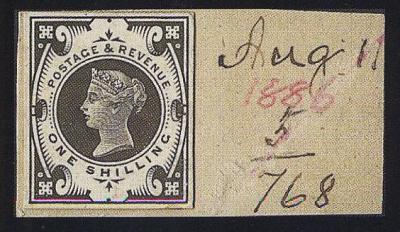 POSTAGE & REVENUE
ONE SHILLING
Aug 11
1886
5
768